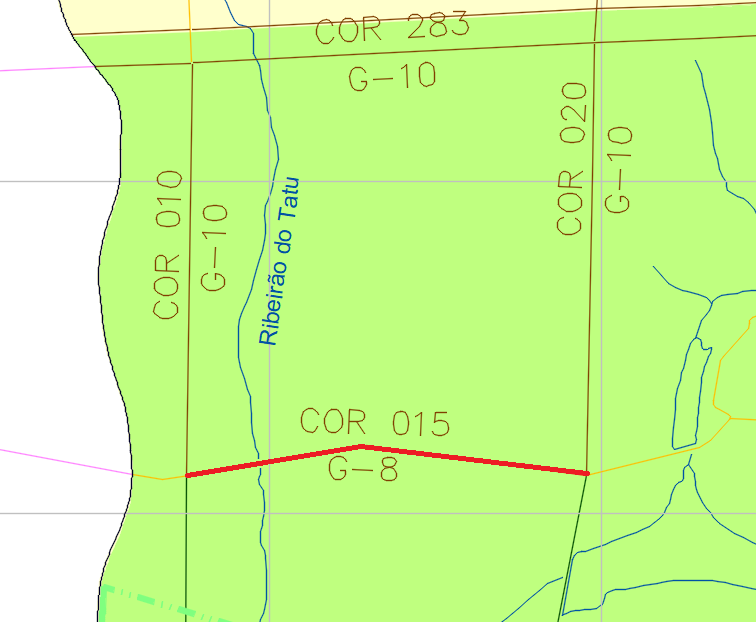 COR 283
G-10
COR 010
G-10
Ribeirão do Tatu
COR 020
G-10
COR 015
G-8